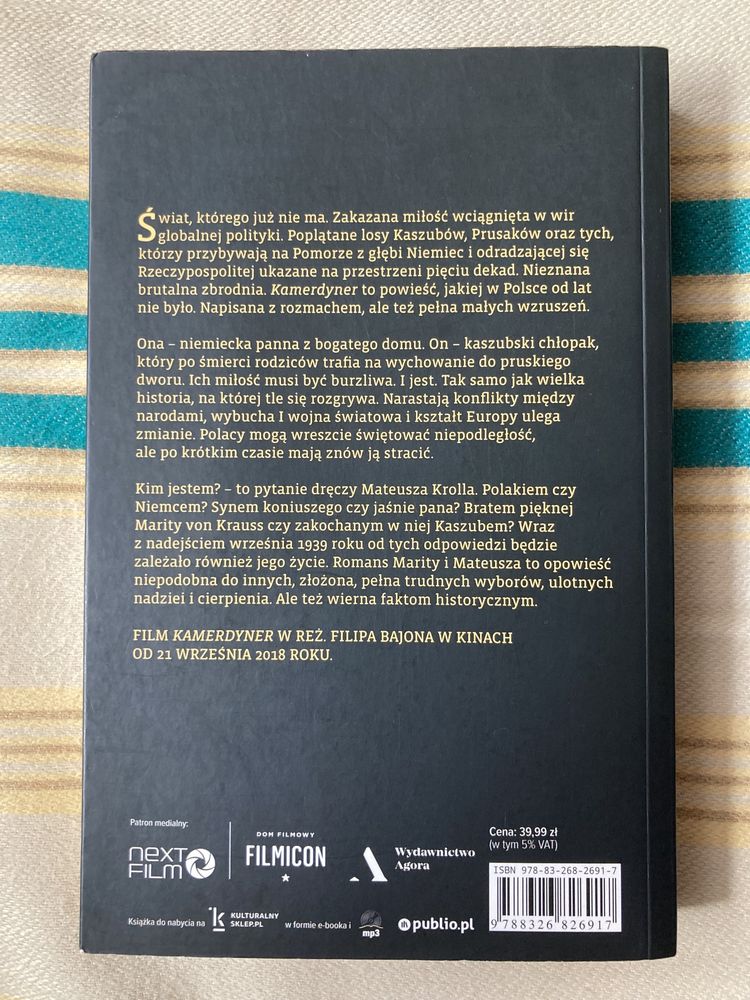 Świat, którego już nie ma. Zakazana miłość wciągnięta w wir
globalnej polityki. Poplątane losy Kaszubów, Prusaków oraz tych,
którzy przybywają na Pomorze z głębi Niemiec i odradzającej się
Rzeczypospolitej ukazane na przestrzeni pięciu dekad. Nieznana
brutalna zbrodnia. Kamerdyner to powieść, jakiej w Polsce od lat
nie było. Napisana z rozmachem, ale też pełna małych wzruszeń.
Ona – niemiecka panna z bogatego domu. On – kaszubski chłopak,
który po śmierci rodziców trafia na wychowanie do pruskiego
dworu. Ich miłość musi być burzliwa. I jest. Tak samo jak wielka
historia, na której tle się rozgrywa. Narastają konflikty między
narodami, wybucha I wojna światowa i kształt Europy ulega
zmianie. Polacy mogą wreszcie świętować niepodległość,
ale po krótkim czasie mają znów ją stracić.
Kim jestem? – to pytanie dręczy Mateusza Krolla. Polakiem czy
Niemcem? Synem koniuszego czy jaśnie pana? Bratem pięknej
Marity von Krauss czy zakochanym w niej Kaszubem? Wraz
z nadejściem września 1939 roku od tych odpowiedzi będzie
zależało również jego życie. Romans Marity i Mateusza to opowieść
niepodobna do innych, złożona, pełna trudnych wyborów, ulotnych
nadziei i cierpienia. Ale też wierna faktom historycznym.
FILM KAMERDYNER W REŻ. FILIPA BAJONA W KINACH
OD 21 WRZEŚNIA 2018 ROKU.
Patron medialny:
NEXT FILM
DOM FILMOWY
FILMICON
Wydawnictwo
Agora
Cena: 39,99 zł
(w tym 5% VAT)
ISBN 978-83-268-2691-7
9 788326 826917
Książka do nabycia na
k KULTURALNY
SKLEP.PL
w formie e-booka i
mp3
publio.pl